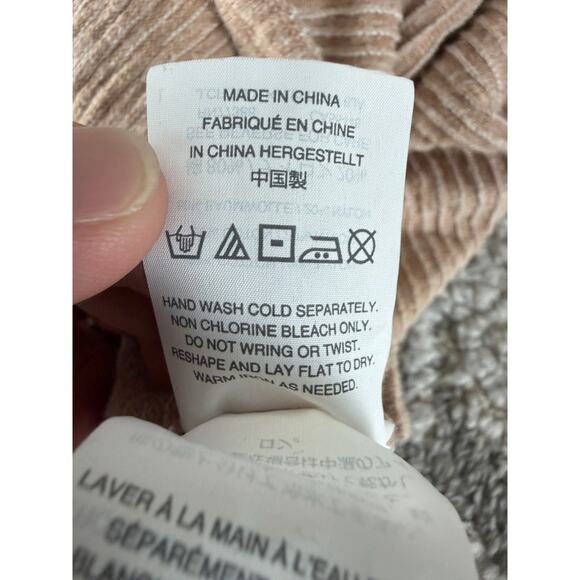 MADE IN CHINA
FABRIQUÉ EN CHINE
IN CHINA HERGESTELLT
中国製
HAND WASH COLD SEPARATELY.
NON CHLORINE BLEACH ONLY.
DO NOT WRING OR TWIST.
RESHAPE AND LAY FLAT TO DRY.
WARM IRON AS NEEDED.
LAVER À LA MAIN À L'EAU
SÉPARÉMEN
BLANC